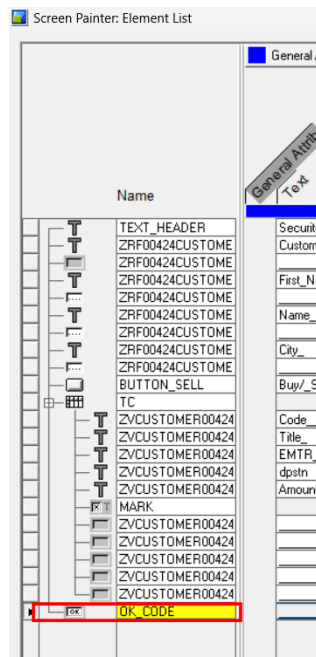 Screen Painter: Element List
General
General Attrib
Text
Name
TEXT_HEADER Securit
ZRF00424CUSTOME Custom
ZRF00424CUSTOME
ZRF00424CUSTOME First_N
ZRF00424CUSTOME
ZRF00424CUSTOME Name_
ZRF00424CUSTOME
ZRF00424CUSTOME City_
ZRF00424CUSTOME
BUTTON_SELL Buy/_S
TC
ZVCUSTOMER00424 Code_
ZVCUSTOMER00424 Title_
ZVCUSTOMER00424 EMTR_
ZVCUSTOMER00424 dpstn
ZVCUSTOMER00424 Amoun
MARK
ZVCUSTOMER00424
ZVCUSTOMER00424
ZVCUSTOMER00424
ZVCUSTOMER00424
ZVCUSTOMER00424
OK OK_CODE